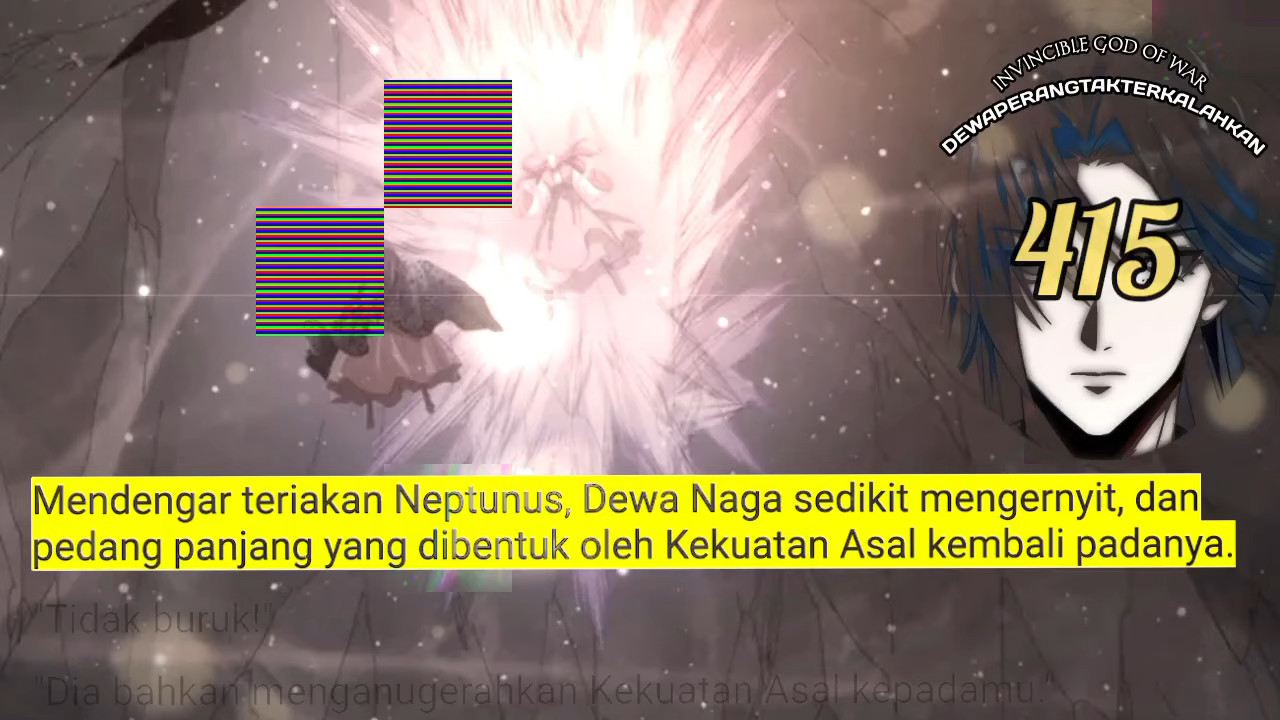 INVINCIBLE GOD OF WAR
DEWAPERANGTAKTERKALAHKAN
415
Mendengar teriakan Neptunus, Dewa Naga sedikit mengernyit, dan
pedang panjang yang dibentuk oleh Kekuatan Asal kembali padanya.
"Tidak buruk!"
"Dia bahkan menganugerahkan Kekuatan Asal kepadamu."